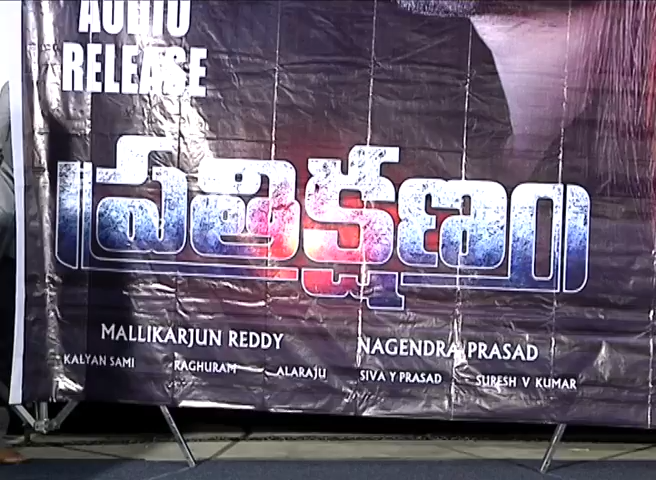 AUDIO
RELEASE
ప్రతిక్షణం
MALLIKARJUN REDDY NAGENDRA PRASAD
KALYAN SAMI RAGHURAM ALARAJU SIVA Y PRASAD SURESH V KUMAR